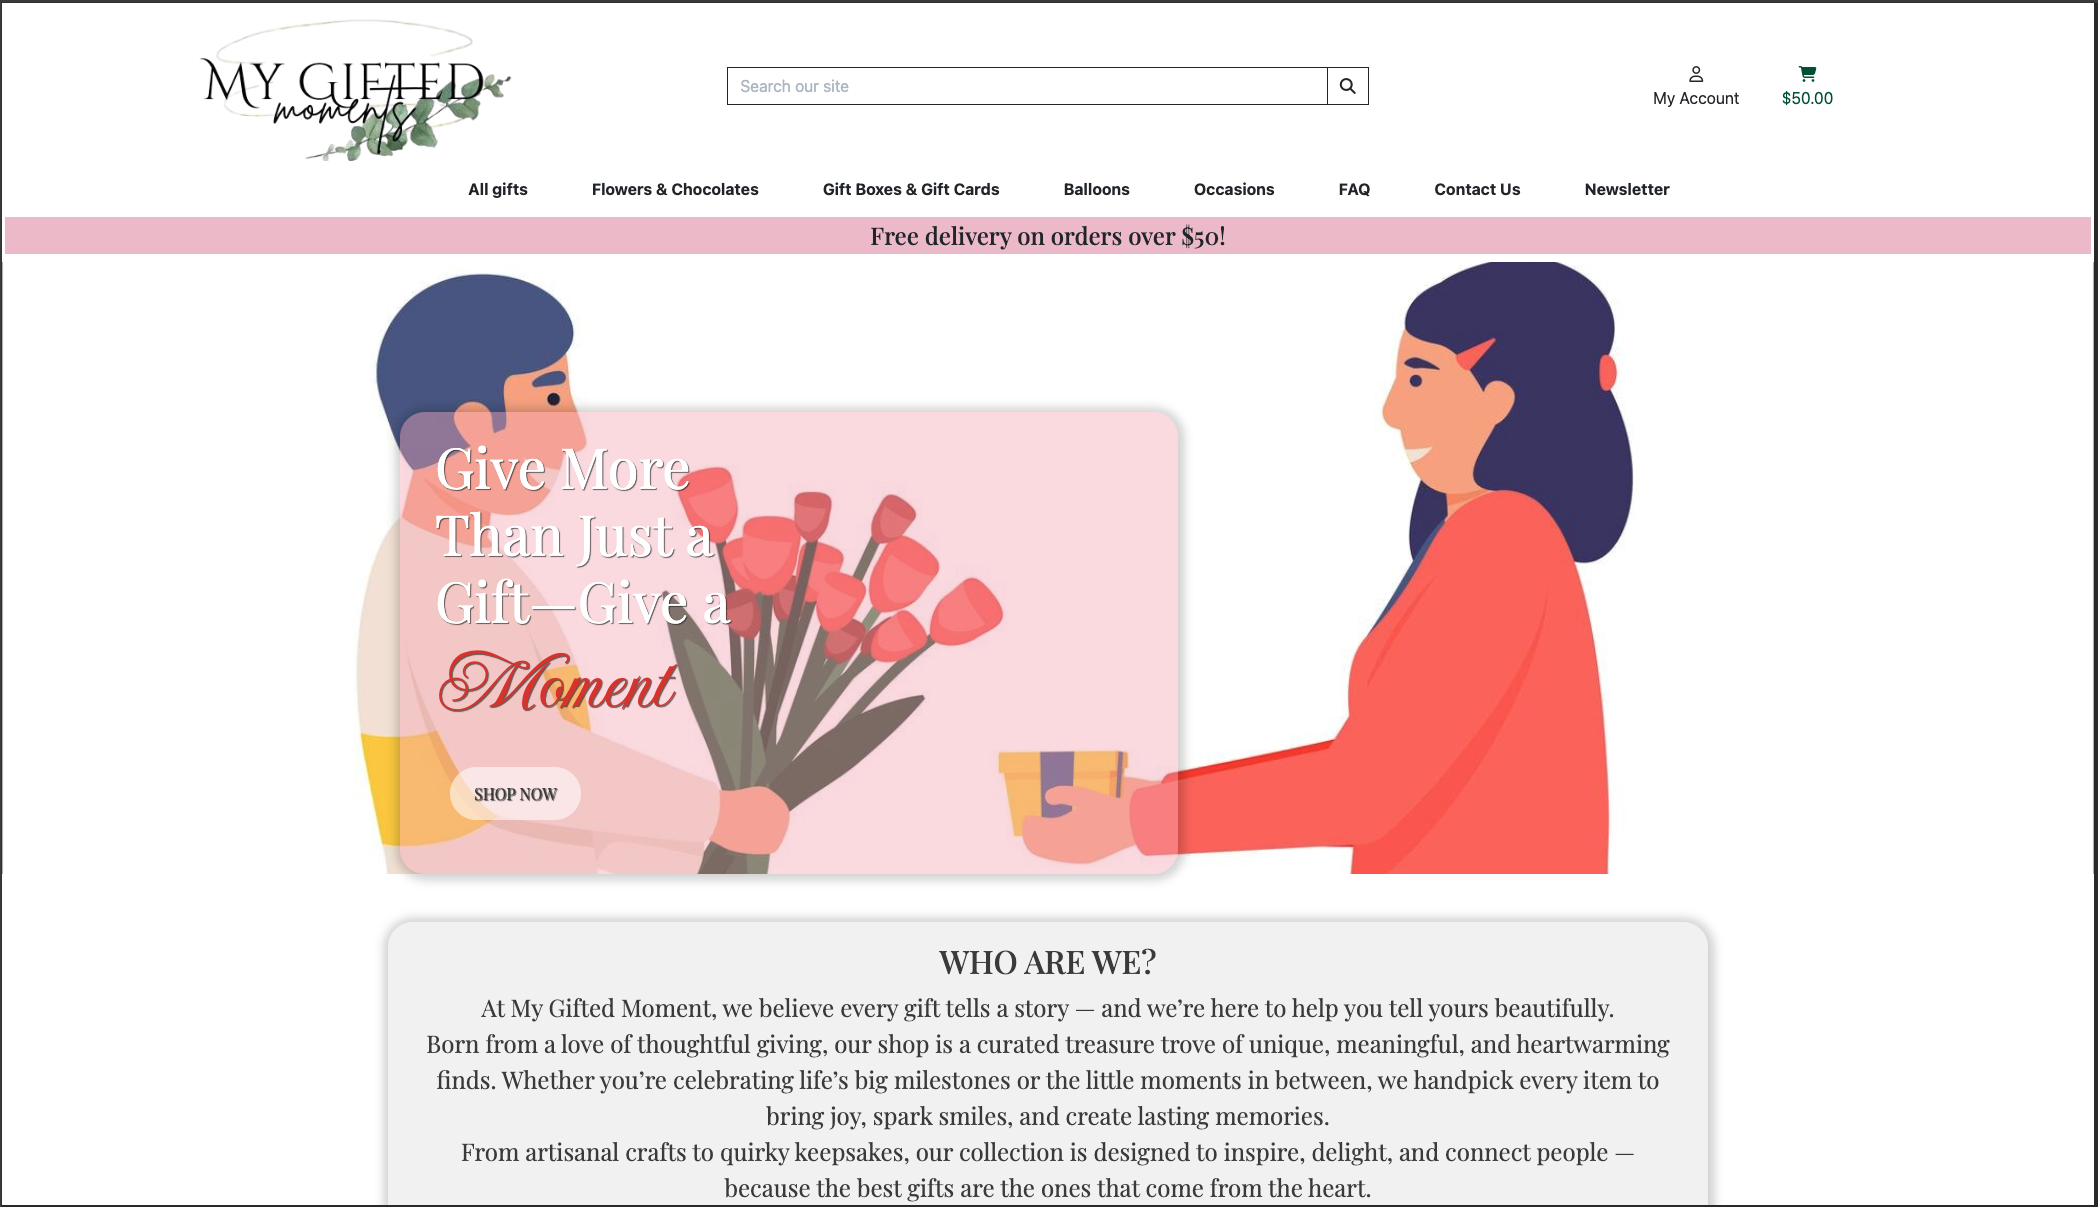 MY GIFTED
moments
Search our site
My Account
$50.00
All gifts
Flowers & Chocolates
Gift Boxes & Gift Cards
Balloons
Occasions
FAQ
Contact Us
Newsletter
Free delivery on orders over $50!
Give More
Than Just a
Gift—Give a
Moment
SHOP NOW
WHO ARE WE?
At My Gifted Moment, we believe every gift tells a story — and we’re here to help you tell yours beautifully.
Born from a love of thoughtful giving, our shop is a curated treasure trove of unique, meaningful, and heartwarming
finds. Whether you’re celebrating life’s big milestones or the little moments in between, we handpick every item to
bring joy, spark smiles, and create lasting memories.
From artisanal crafts to quirky keepsakes, our collection is designed to inspire, delight, and connect people —
because the best gifts are the ones that come from the heart.